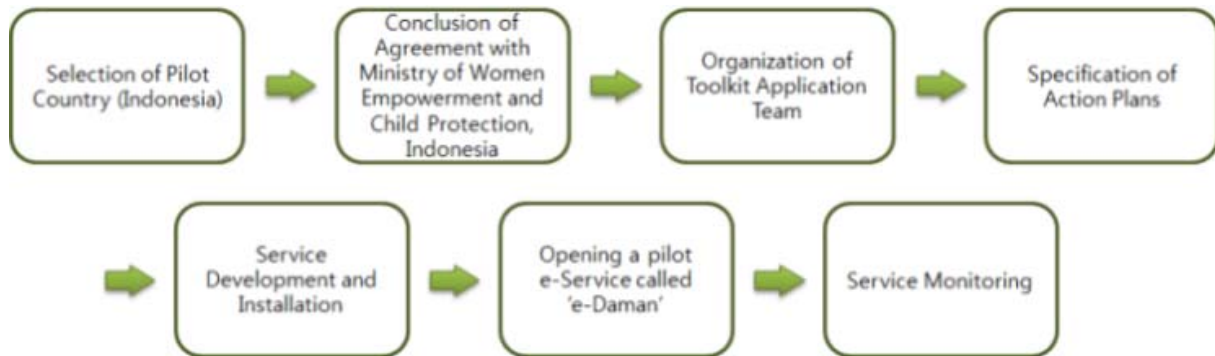 Selection of Pilot
Country (Indonesia)
Conclusion of
Agreement with
Ministry of Women
Empowerment and
Child Protection,
Indonesia
Organization of
Toolkit Application
Team
Specification of
Action Plans
Service
Development and
Installation
Opening a pilot
e-Service called
'e-Daman'
Service Monitoring